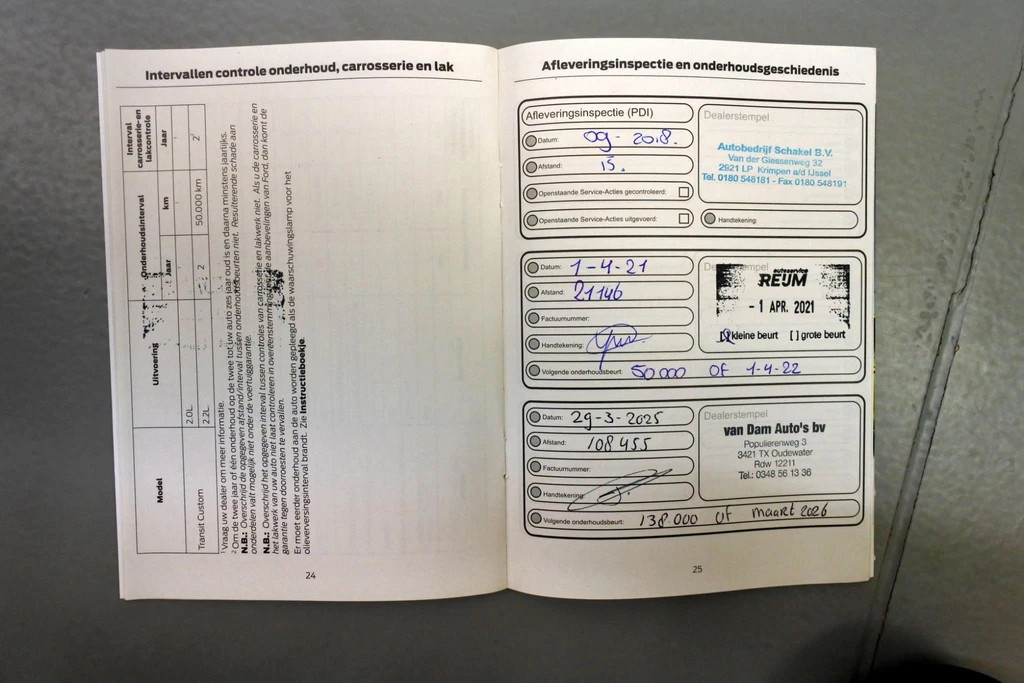 Intervallen controle onderhoud, carrosserie en lak
Model
Uitvoering
Onderhoudsinterval
Interval
carrosserie- en
lakcontrole
Jaar
km
Jaar
Transit Custom
2.0L
2.2L
2
50.000 km
2
¹ Vraag uw dealer om meer informatie.
² Om de twee jaar of één onderhoud op de twee tot uw auto zes jaar oud is en daarna minstens jaarlijks.
N.B.: Overschrijd de opgegeven afstand/interval tussen onderhoudsbeurten niet. Resulterende schade aan
onderdelen valt mogelijk niet onder de voertuiggarantie.
N.B.: Overschrijd het opgegeven interval tussen controles van carrosserie en lakwerk niet. Als u de carrosserie en
het lakwerk van uw auto niet laat controleren in overeenstemming met de aanbevelingen van Ford, dan komt de
garantie tegen doorroesten te vervallen.
Er moet eerder onderhoud aan de auto worden gepleegd als de waarschuwingslamp voor het
olieverversingsinterval brandt. Zie Instructieboekje.
24
Afleveringsinspectie en onderhoudsgeschiedenis
Afleveringsinspectie (PDI)
Datum: 09-2018.
Afstand: 15.
Openstaande Service-Acties gecontroleerd:
Openstaande Service-Acties uitgevoerd:
Dealerstempel
Autobedrijf Schakel B.V.
Van der Giessenweg 32
2921 LP Krimpen a/d IJssel
Tel. 0180 548181 - Fax 0180 548191
Handtekening:
Datum: 1-4-21
Afstand: 21146
Factuurnummer:
Handtekening:
autoservice
REUM
- 1 APR. 2021
kleine beurt [ ] grote beurt
Volgende onderhoudsbeurt: 50.000 OF 1-4-22
Datum: 29-3-2025
Afstand: 108455
Factuurnummer:
Handtekening:
Dealerstempel
van Dam Auto's bv
Populierenweg 3
3421 TX Oudewater
Rdw 12211
Tel.: 0348 56 13 36
Volgende onderhoudsbeurt: 138.000 of maart 2026
25